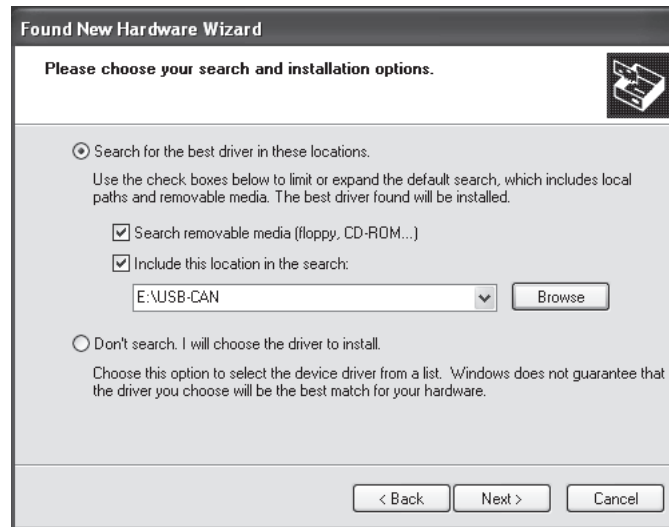 Found New Hardware Wizard
Please choose your search and installation options.
Search for the best driver in these locations.
Use the check boxes below to limit or expand the default search, which includes local
paths and removable media. The best driver found will be installed.
Search removable media (floppy, CD-ROM...)
Include this location in the search:
E:\USB-CAN
Browse
Don't search. I will choose the driver to install.
Choose this option to select the device driver from a list. Windows does not guarantee that
the driver you choose will be the best match for your hardware.
< Back Next > Cancel